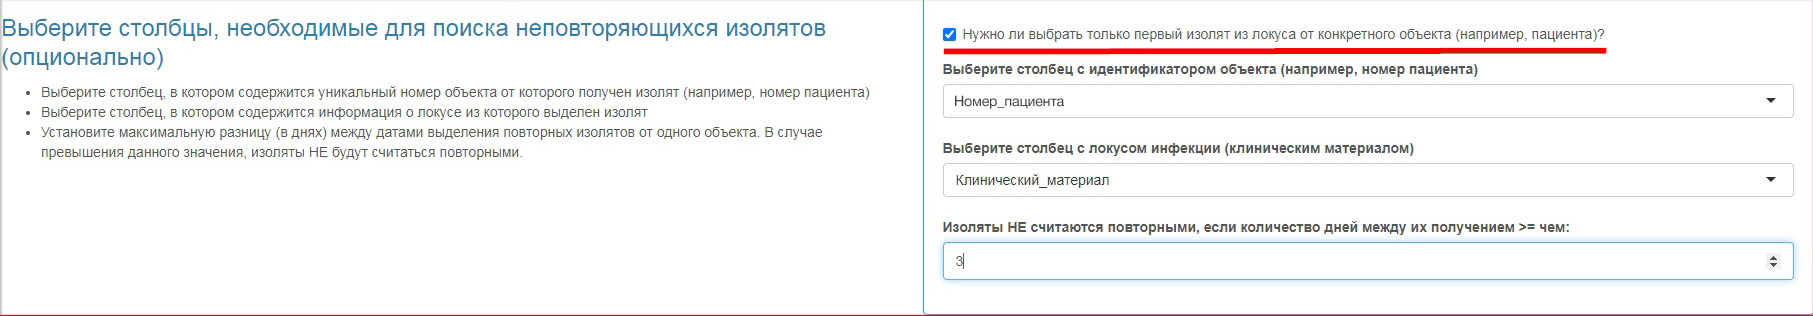 Выберите столбцы, необходимые для поиска неповторяющихся изолятов
(опционально)
Выберите столбец, в котором содержится уникальный номер объекта от которого получен изолят (например, номер пациента)
Выберите столбец, в котором содержится информация о локусе из которого выделен изолят
Установите максимальную разницу (в днях) между датами выделения повторных изолятов от одного объекта. В случае
превышения данного значения, изоляты НЕ будут считаться повторными.
Нужно ли выбрать только первый изолят из локуса от конкретного объекта (например, пациента)?
Выберите столбец с идентификатором объекта (например, номер пациента)
Номер_пациента
Выберите столбец с локусом инфекции (клиническим материалом)
Клинический_материал
Изоляты НЕ считаются повторными, если количество дней между их получением >= чем:
3